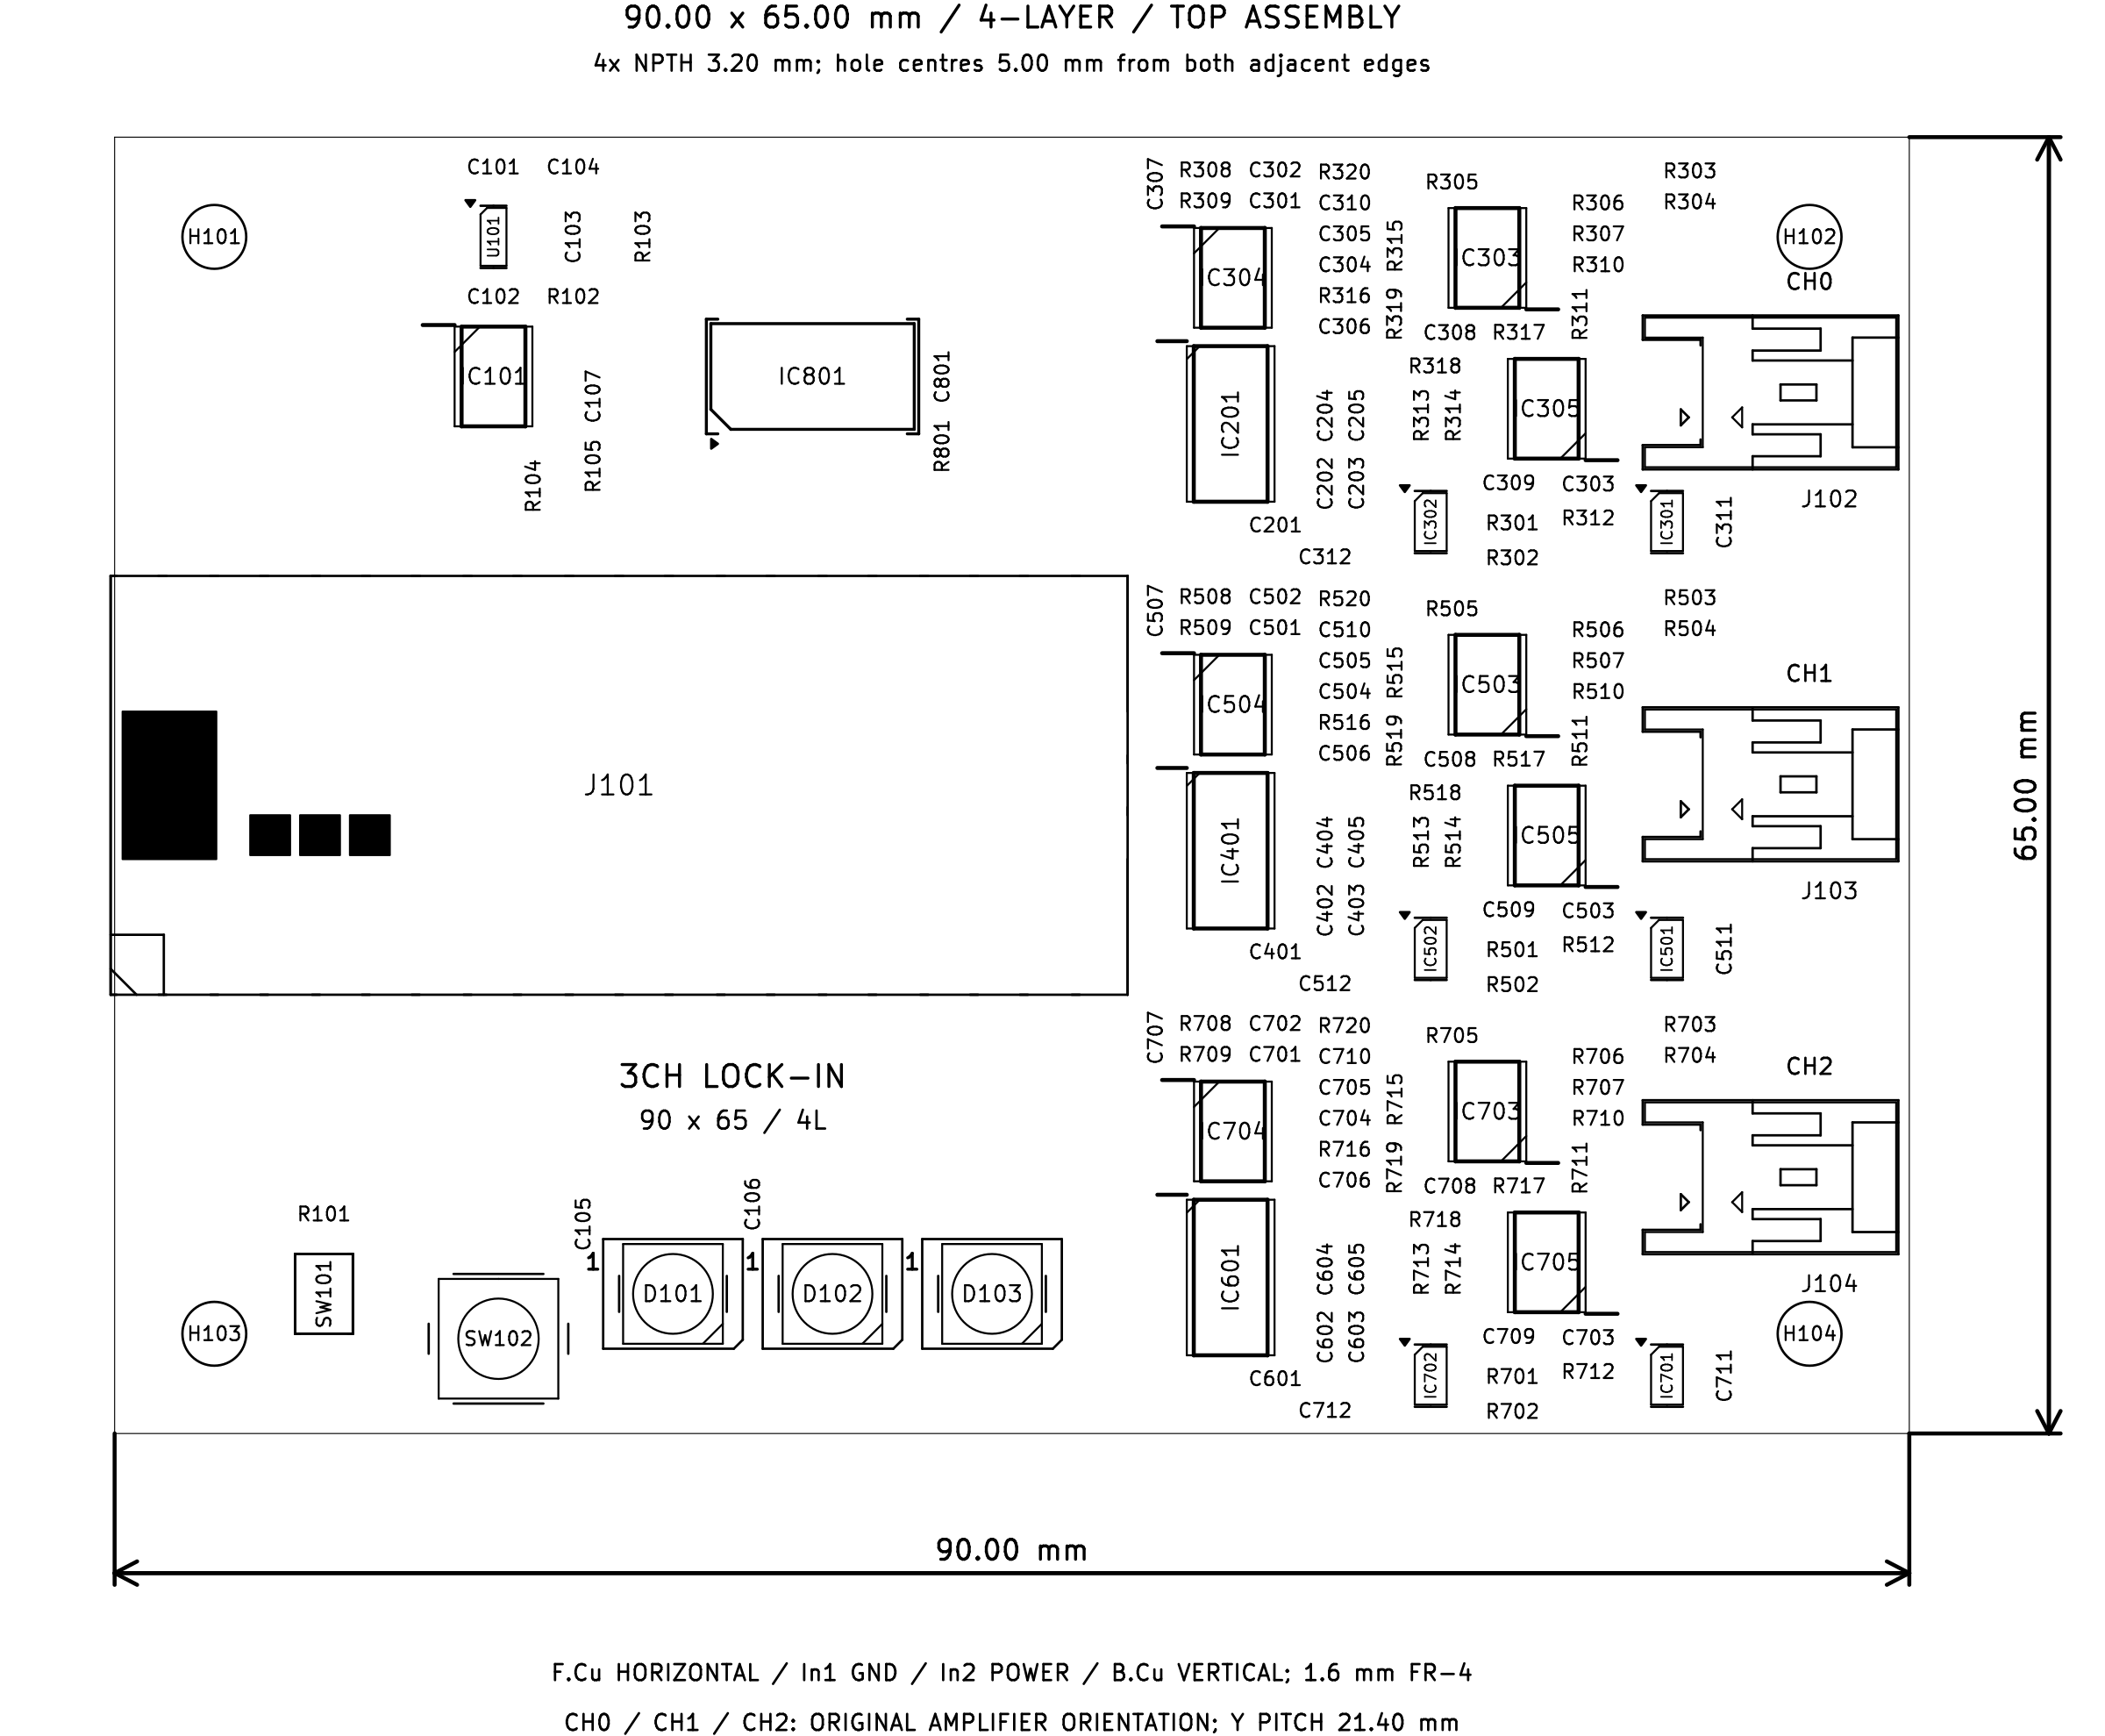 90.00 x 65.00 mm / 4-LAYER / TOP ASSEMBLY
4x NPTH 3.20 mm; hole centres 5.00 mm from both adjacent edges
C101 C104
H101
U101
C103
R103
C102 R102
C101
C107
R105
R104
IC801
C801
R801
C307
R308 C302 R320
R309 C301 C310
C305
C304
R316
C306
R315
R319
C304
IC201
C204 C205
C202 C203
C201
C312
R305
C303
R306
R307
R310
R311
R303
R304
H102
CH0
C308 R317
R318
R313 R314
C305
C309 C303
R312
R301
R302
IC302
IC301
C311
J102
J101
C507
R508 C502 R520
R509 C501 C510
C505
C504
R516
C506
R515
R519
C504
IC401
C404 C405
C402 C403
C401
C512
R505
C503
R506
R507
R510
R511
R503
R504
CH1
C508 R517
R518
R513 R514
C505
C509 C503
R512
R501
R502
IC502
IC501
C511
J103
65.00 mm
3CH LOCK-IN
90 x 65 / 4L
C707
R708 C702 R720
R709 C701 C710
C705
C704
R716
C706
R715
R719
C704
IC601
C604 C605
C602 C603
C601
C712
R705
C703
R706
R707
R710
R711
R703
R704
CH2
C708 R717
R718
R713 R714
C705
C709 C703
R712
R701
R702
IC702
IC701
C711
J104
H104
R101
SW101
H103
SW102
C105
1
D101
C106
1
D102
1
D103
90.00 mm
F.Cu HORIZONTAL / In1 GND / In2 POWER / B.Cu VERTICAL; 1.6 mm FR-4
CH0 / CH1 / CH2: ORIGINAL AMPLIFIER ORIENTATION; Y PITCH 21.40 mm